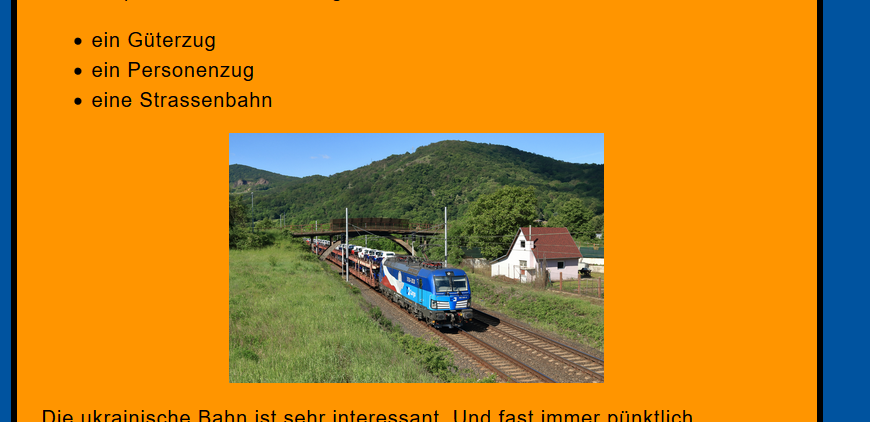 ein Güterzug
ein Personenzug
eine Strassenbahn
Die ukrainische Bahn ist sehr interessant. Und fast immer pünktlich